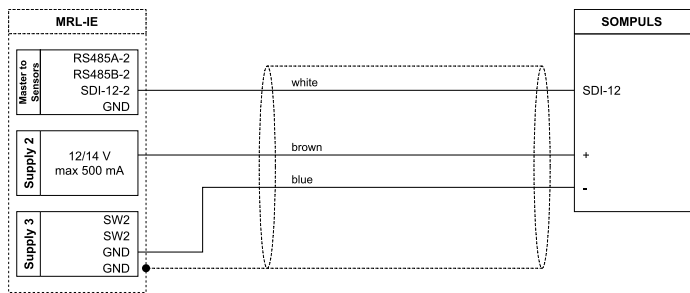 MRL-IE
SOMPULS
Master to
Sensors
RS485A-2
RS485B-2
SDI-12-2
GND
white
SDI-12
Supply 2
12/14 V
max 500 mA
brown
+
blue
-
Supply 3
SW2
SW2
GND
GND